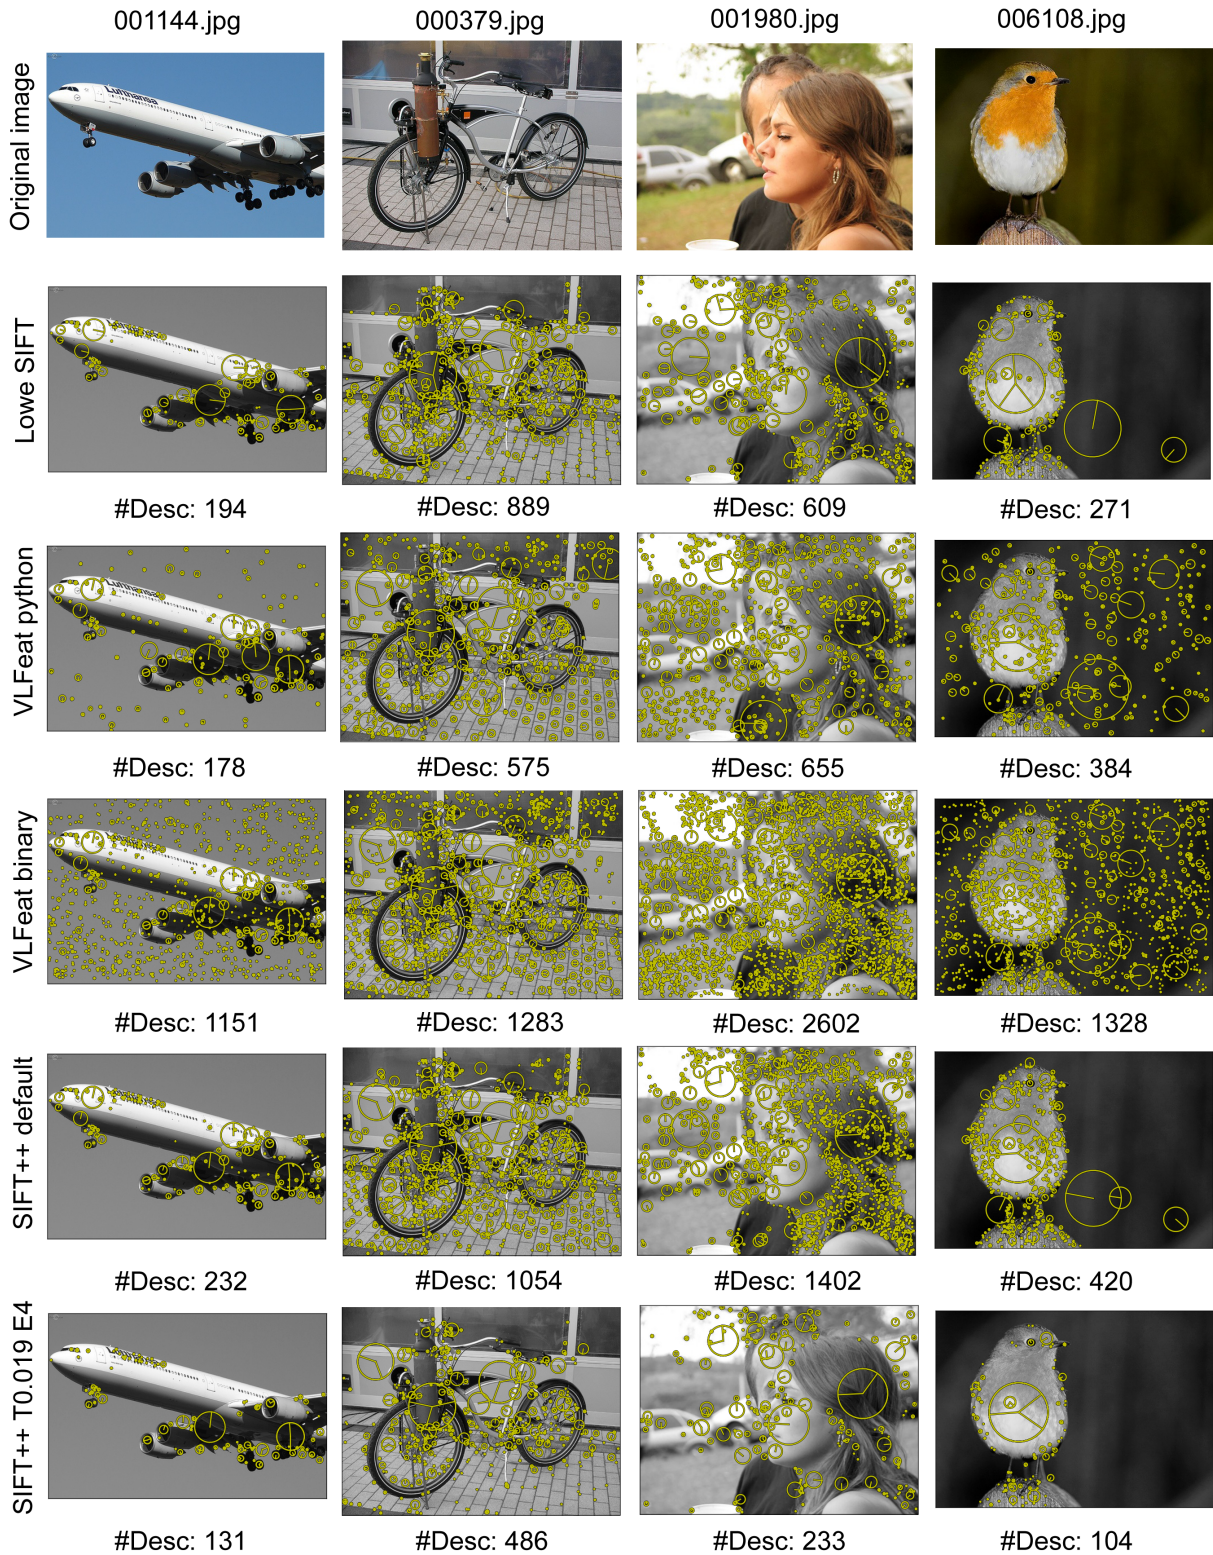 001144.jpg 000379.jpg 001980.jpg 006108.jpg
Original image
Lufthansa
Lowe SIFT
#Desc: 194 #Desc: 889 #Desc: 609 #Desc: 271
VLFeat python
#Desc: 178 #Desc: 575 #Desc: 655 #Desc: 384
VLFeat binary
#Desc: 1151 #Desc: 1283 #Desc: 2602 #Desc: 1328
SIFT++ default
#Desc: 232 #Desc: 1054 #Desc: 1402 #Desc: 420
SIFT++ T0.019 E4
#Desc: 131 #Desc: 486 #Desc: 233 #Desc: 104